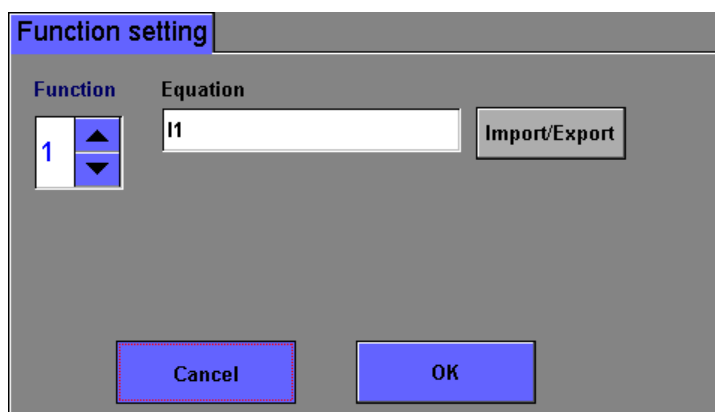 Function setting
Function
Equation
1
I1
Import/Export
Cancel
OK